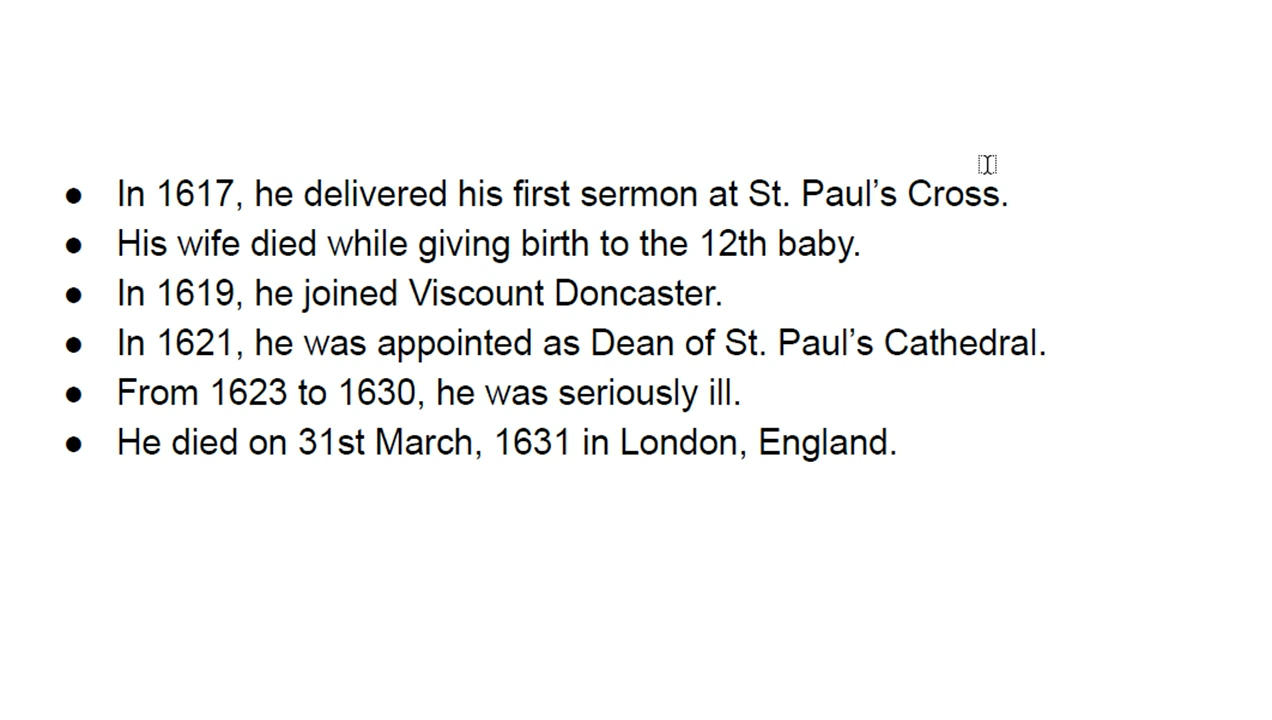 ● In 1617, he delivered his first sermon at St. Paul’s Cross.
● His wife died while giving birth to the 12th baby.
● In 1619, he joined Viscount Doncaster.
● In 1621, he was appointed as Dean of St. Paul’s Cathedral.
● From 1623 to 1630, he was seriously ill.
● He died on 31st March, 1631 in London, England.